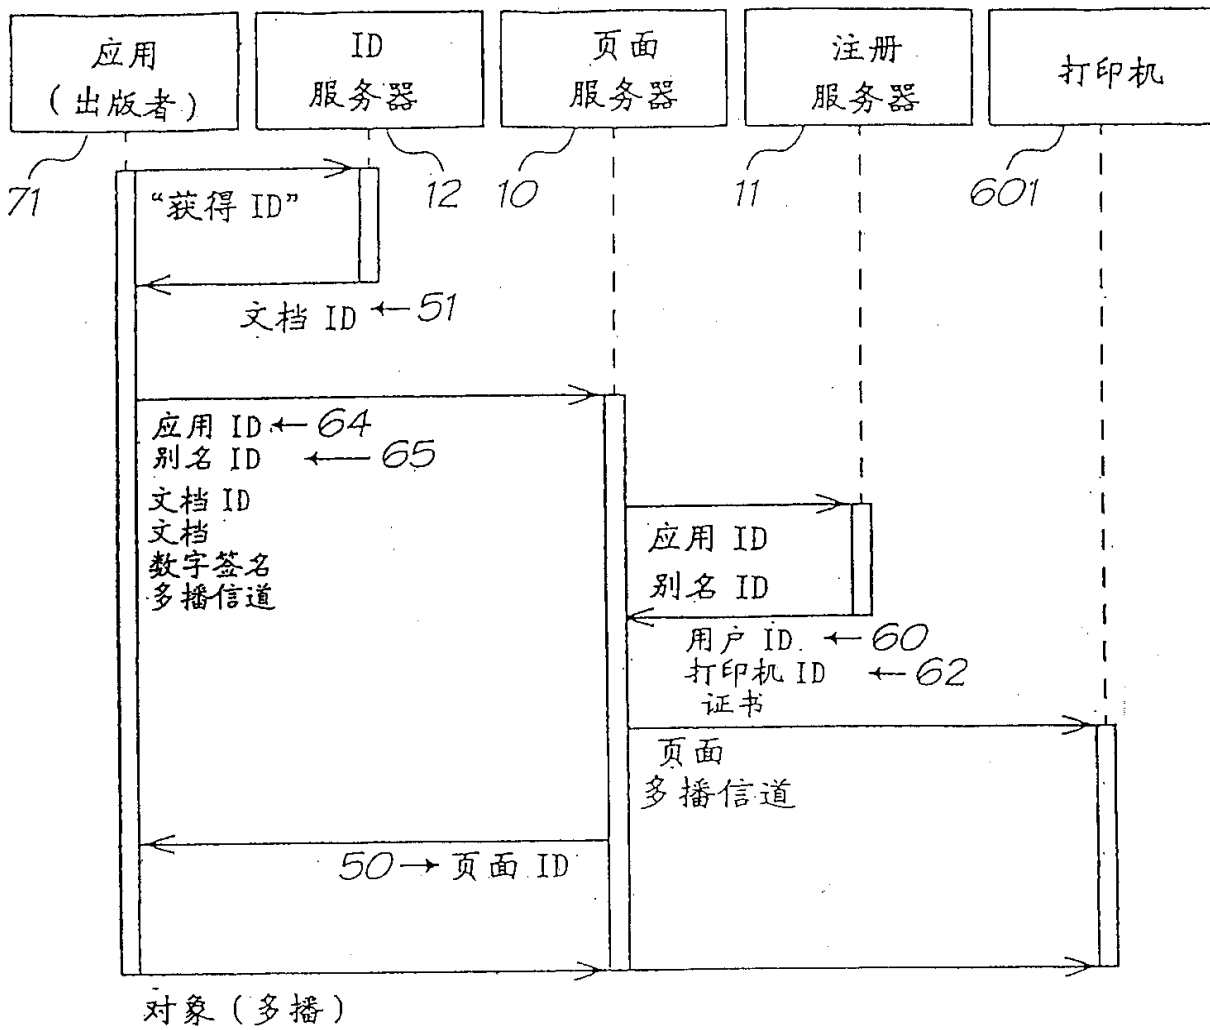 应用
(出版者)
ID
服务器
页面
服务器
注册
服务器
打印机
71
12
10
11
601
“获得 ID”
文档 ID ←51
应用 ID←64
别名 ID ←65
文档 ID
文档
数字签名
多播信道
应用 ID
别名 ID
用户 ID. ←60
打印机 ID ←62
证书
页面
多播信道
50→页面 ID
对象(多播)